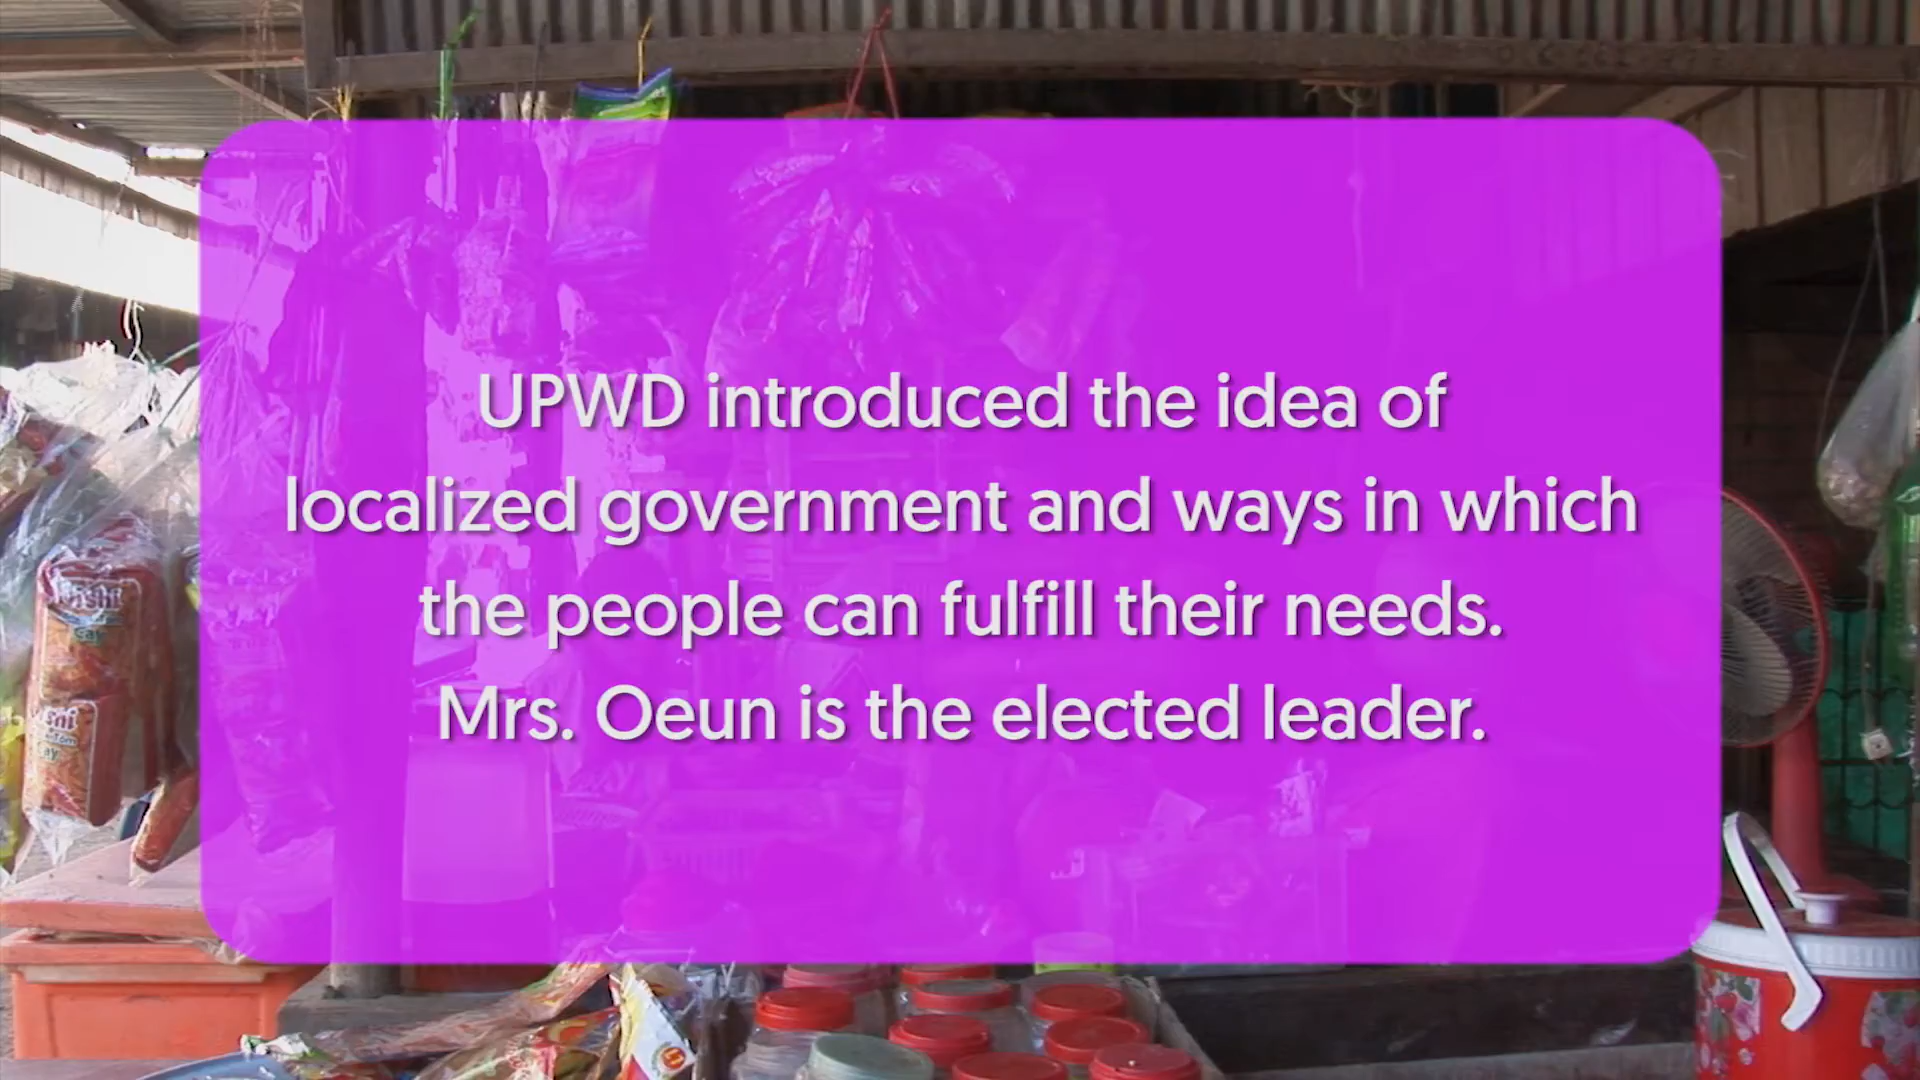 UPWD introduced the idea of
localized government and ways in which
the people can fulfill their needs.
Mrs. Oeun is the elected leader.